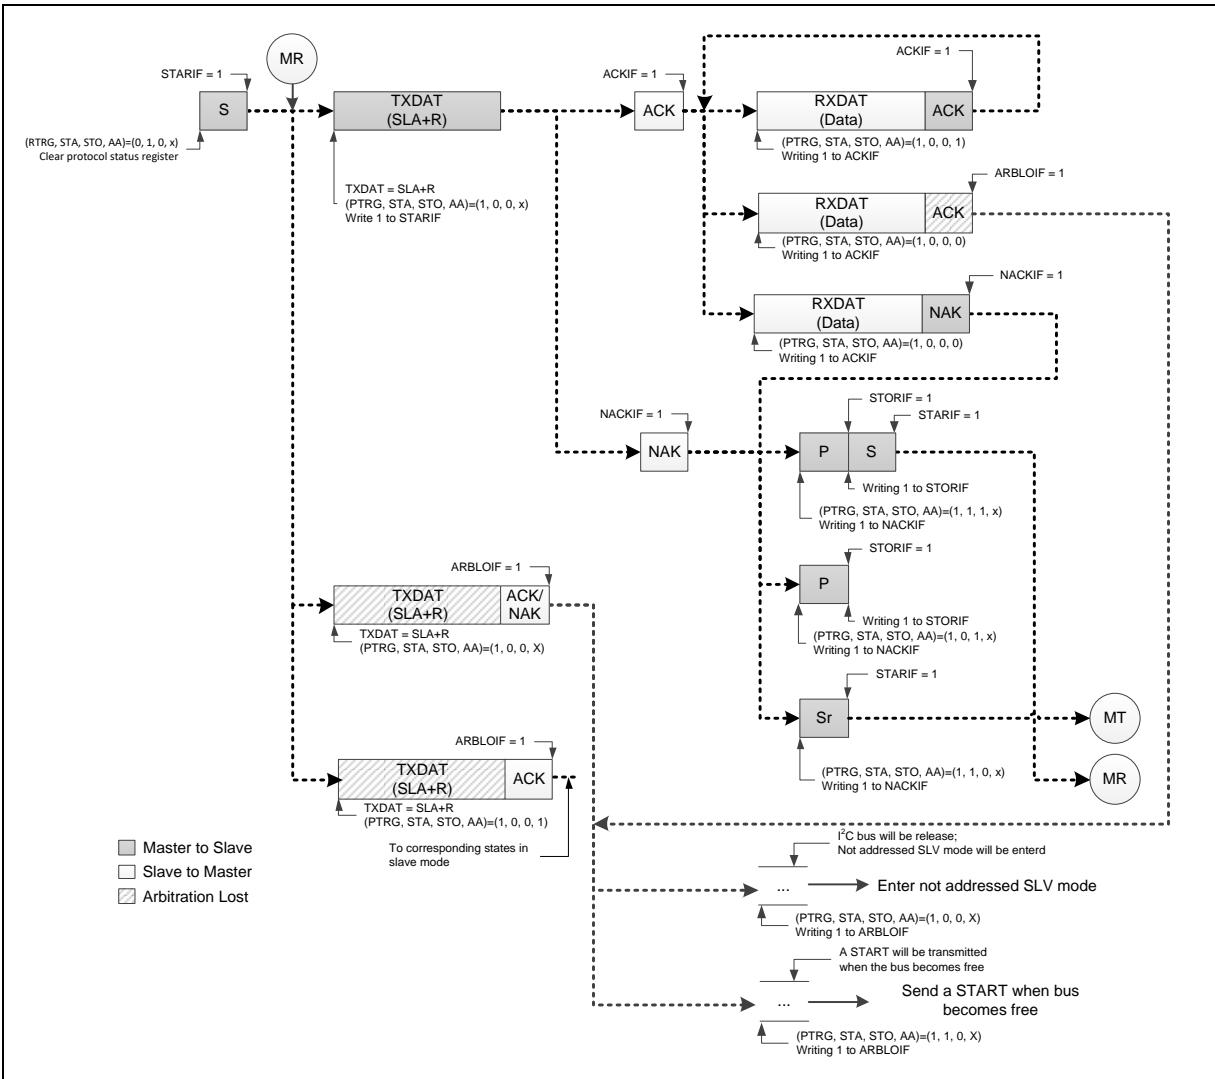 MR
STARIF = 1
S
(RTRG, STA, STO, AA)=(0, 1, 0, x)
Clear protocol status register
TXDAT
(SLA+R)
TXDAT = SLA+R
(PTRG, STA, STO, AA)=(1, 0, 0, x)
Write 1 to STARIF
ACKIF = 1
ACK
ACKIF = 1
RXDAT
(Data)
ACK
(PTRG, STA, STO, AA)=(1, 0, 0, 1)
Writing 1 to ACKIF
ARBLOIF = 1
RXDAT
(Data)
ACK
(PTRG, STA, STO, AA)=(1, 0, 0, 0)
Writing 1 to ACKIF
NACKIF = 1
RXDAT
(Data)
NAK
(PTRG, STA, STO, AA)=(1, 0, 0, 0)
Writing 1 to ACKIF
NACKIF = 1
NAK
STORIF = 1
STARIF = 1
P
S
Writing 1 to STORIF
(PTRG, STA, STO, AA)=(1, 1, 1, x)
Writing 1 to NACKIF
STORIF = 1
P
Writing 1 to STORIF
(PTRG, STA, STO, AA)=(1, 0, 1, x)
Writing 1 to NACKIF
STARIF = 1
Sr
(PTRG, STA, STO, AA)=(1, 1, 0, x)
Writing 1 to NACKIF
MT
MR
ARBLOIF = 1
TXDAT
(SLA+R)
ACK/
NAK
TXDAT = SLA+R
(PTRG, STA, STO, AA)=(1, 0, 0, X)
ARBLOIF = 1
TXDAT
(SLA+R)
ACK
TXDAT = SLA+R
(PTRG, STA, STO, AA)=(1, 0, 0, 1)
To corresponding states in
slave mode
Master to Slave
Slave to Master
Arbitration Lost
I²C bus will be release;
Not addressed SLV mode will be enterd
...
Enter not addressed SLV mode
(PTRG, STA, STO, AA)=(1, 0, 0, X)
Writing 1 to ARBLOIF
A START will be transmitted
when the bus becomes free
...
Send a START when bus
becomes free
(PTRG, STA, STO, AA)=(1, 1, 0, X)
Writing 1 to ARBLOIF